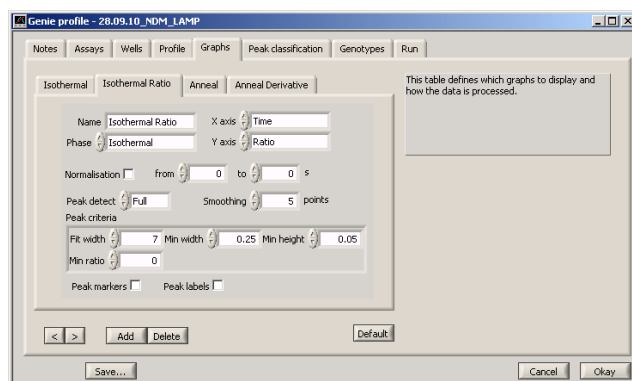 Genie profile - 28.09.10_NDM_LAMP
Notes Assays Wells Profile Graphs Peak classification Genotypes Run
Isothermal Isothermal Ratio Anneal Anneal Derivative
This table defines which graphs to display and
how the data is processed.
Name Isothermal Ratio X axis Time
Phase Isothermal Y axis Ratio
Normalisation from 0 to 0 s
Peak detect Full Smoothing 5 points
Peak criteria
Fit width 7 Min width 0.25 Min height 0.05
Min ratio 0
Peak markers Peak labels
< > Add Delete Default
Save... Cancel Okay